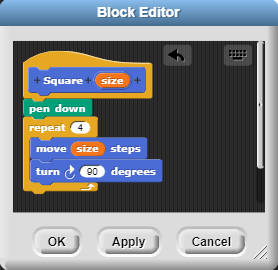 Block Editor
+ Square + size +
pen down
repeat 4
move size steps
turn 90 degrees
OK Apply Cancel